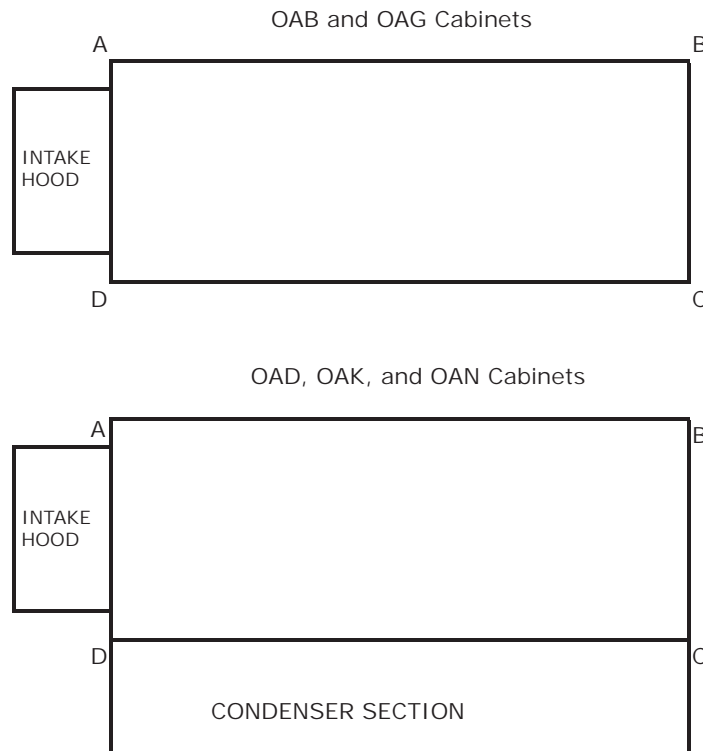 OAB and OAG Cabinets
A
B
INTAKE
HOOD
D
C
OAD, OAK, and OAN Cabinets
A
B
INTAKE
HOOD
D
C
CONDENSER SECTION